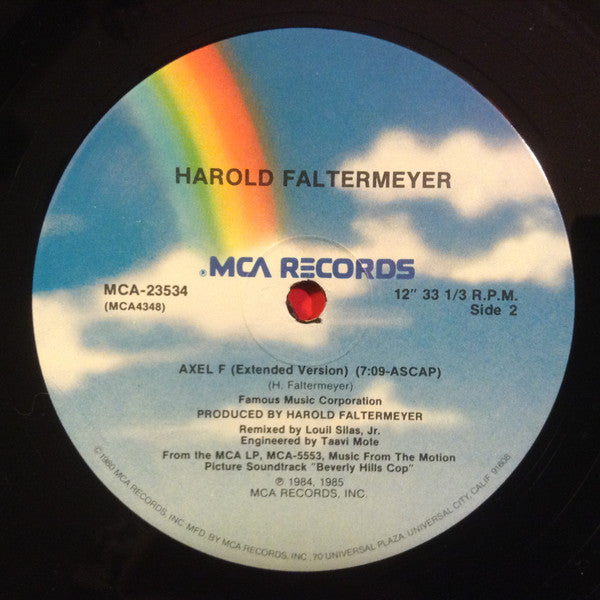 HAROLD FALTERMEYER
®MCA RECORDS
MCA-23534
(MCA4348)
12" 33 1/3 R.P.M.
Side 2
AXEL F (Extended Version) (7:09-ASCAP)
(H. Faltermeyer)
Famous Music Corporation
PRODUCED BY HAROLD FALTERMEYER
Remixed by Louil Silas, Jr.
Engineered by Taavi Mote
From the MCA LP, MCA-5553, Music From The Motion
Picture Soundtrack "Beverly Hills Cop"
℗ 1984, 1985
MCA RECORDS, INC.
©1980 MCA RECORDS, INC. MFD. BY MCA RECORDS, INC., 70 UNIVERSAL PLAZA, UNIVERSAL CITY, CALIF. 91608